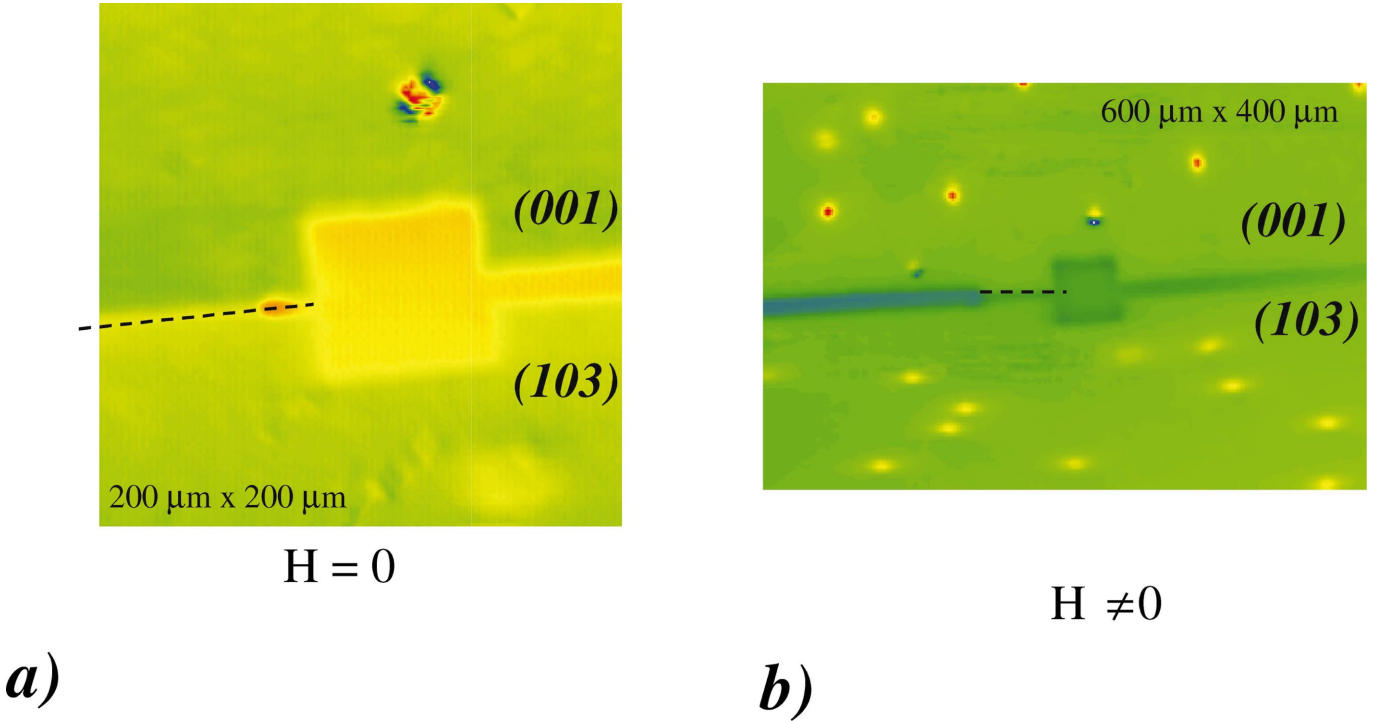 (001)
(103)
200 μm x 200 μm
H = 0
a)
600 μm x 400 μm
(001)
(103)
H ≠0
b)